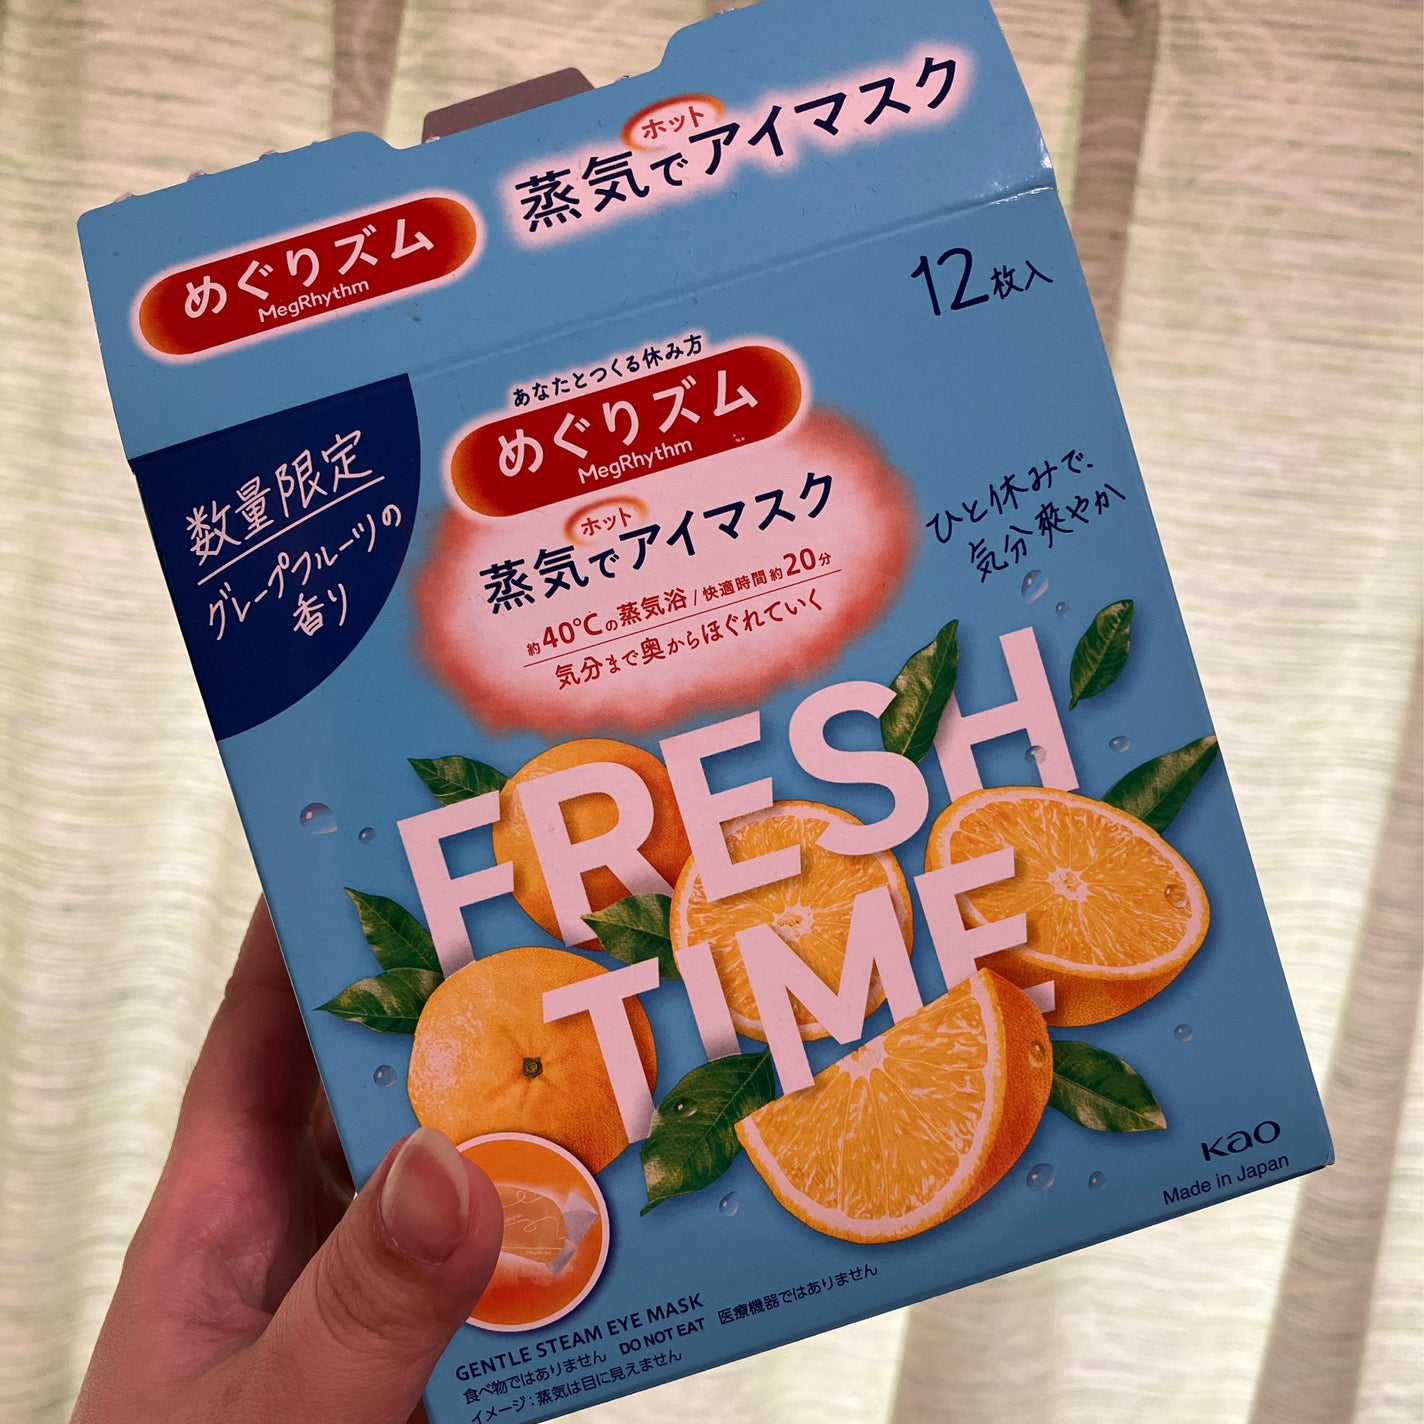 めぐりズム
MegRhythm
ホット
蒸気でアイマスク
12枚入
数量限定
グレープフルーツの
香り
あなたとつくる休み方
めぐりズム
MegRhythm
ホット
蒸気でアイマスク
約40℃の蒸気浴/快適時間約20分
気分まで奥からほぐれていく
ひと休みで、
気分爽やか
FRESH
TIME
Kao
Made in Japan
GENTLE STEAM EYE MASK
食べ物ではありません DO NOT EAT 医療機器ではありません
イメージ:蒸気は目に見えません